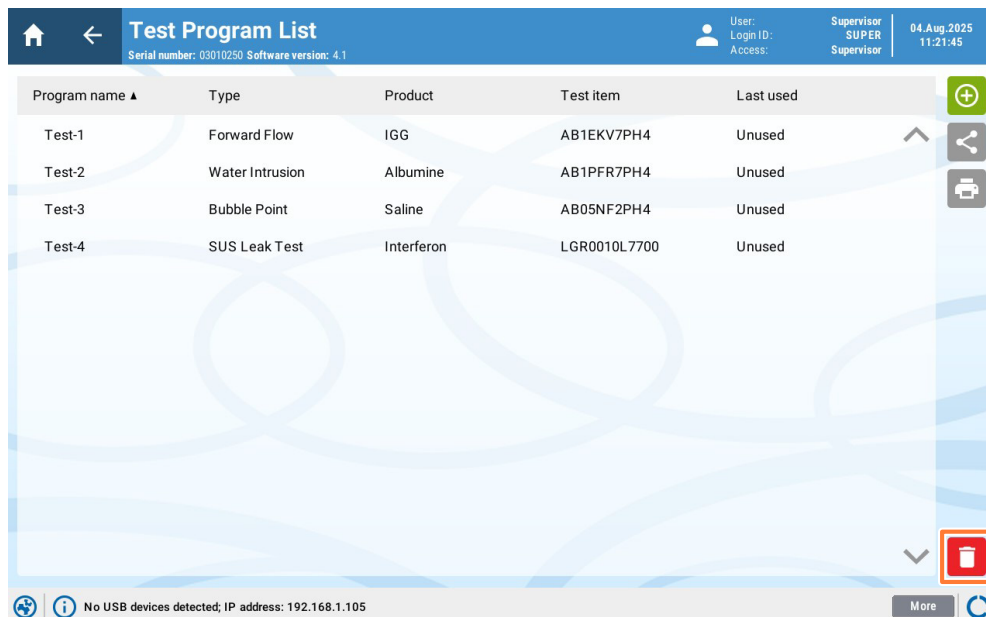 Test Program List
Serial number: 03010250 Software version: 4.1
User: Supervisor
Login ID: SUPER
Access: Supervisor
04.Aug.2025
11:21:45
Program name ▲ Type Product Test item Last used
Test-1 Forward Flow IGG AB1EKV7PH4 Unused
Test-2 Water Intrusion Albumine AB1PFR7PH4 Unused
Test-3 Bubble Point Saline AB05NF2PH4 Unused
Test-4 SUS Leak Test Interferon LGR0010L7700 Unused
No USB devices detected; IP address: 192.168.1.105
More